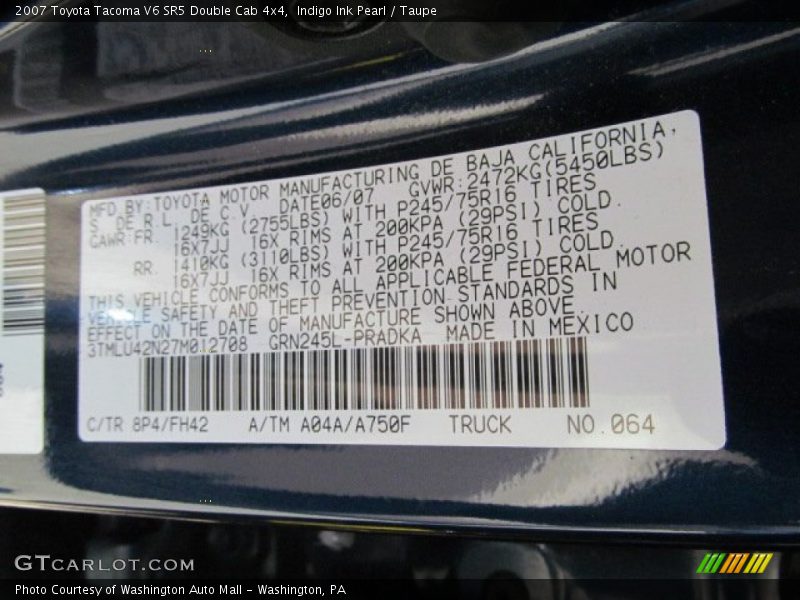 2007 Toyota Tacoma V6 SR5 Double Cab 4x4, Indigo Ink Pearl / Taupe
MFD. BY: TOYOTA MOTOR MANUFACTURING DE BAJA CALIFORNIA,
S. DE R.L. DE C.V. DATE06/07 GVWR:2472KG(5450LBS)
GAWR:FR. 1249KG (2755LBS) WITH P245/75R16 TIRES
16X7JJ 16X RIMS AT 200KPA (29PSI) COLD.
RR. 1410KG (3110LBS) WITH P245/75R16 TIRES
16X7JJ 16X RIMS AT 200KPA (29PSI) COLD.
THIS VEHICLE CONFORMS TO ALL APPLICABLE FEDERAL MOTOR
VEHICLE SAFETY AND THEFT PREVENTION STANDARDS IN
EFFECT ON THE DATE OF MANUFACTURE SHOWN ABOVE.
3TMLU42N27M012708 GRN245L-PRADKA MADE IN MEXICO
C/TR 8P4/FH42 A/TM A04A/A750F TRUCK NO.064
GTCARLOT.COM
Photo Courtesy of Washington Auto Mall - Washington, PA